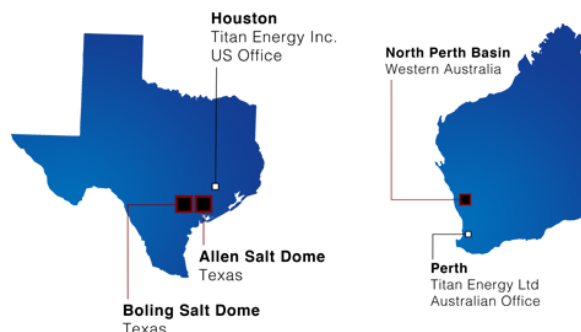 Houston
Titan Energy Inc.
US Office
North Perth Basin
Western Australia
Allen Salt Dome
Texas
Boling Salt Dome
Texas
Perth
Titan Energy Ltd
Australian Office